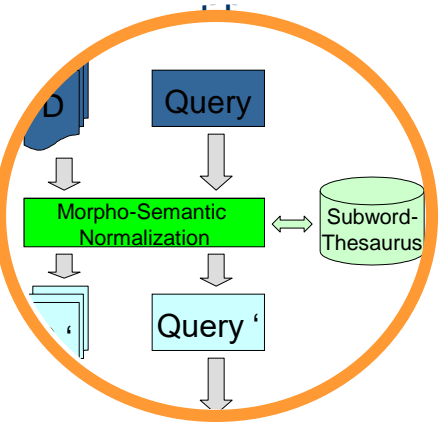 D
Query
Morpho-Semantic
Normalization
Subword-
Thesaurus
‘
Query ‘